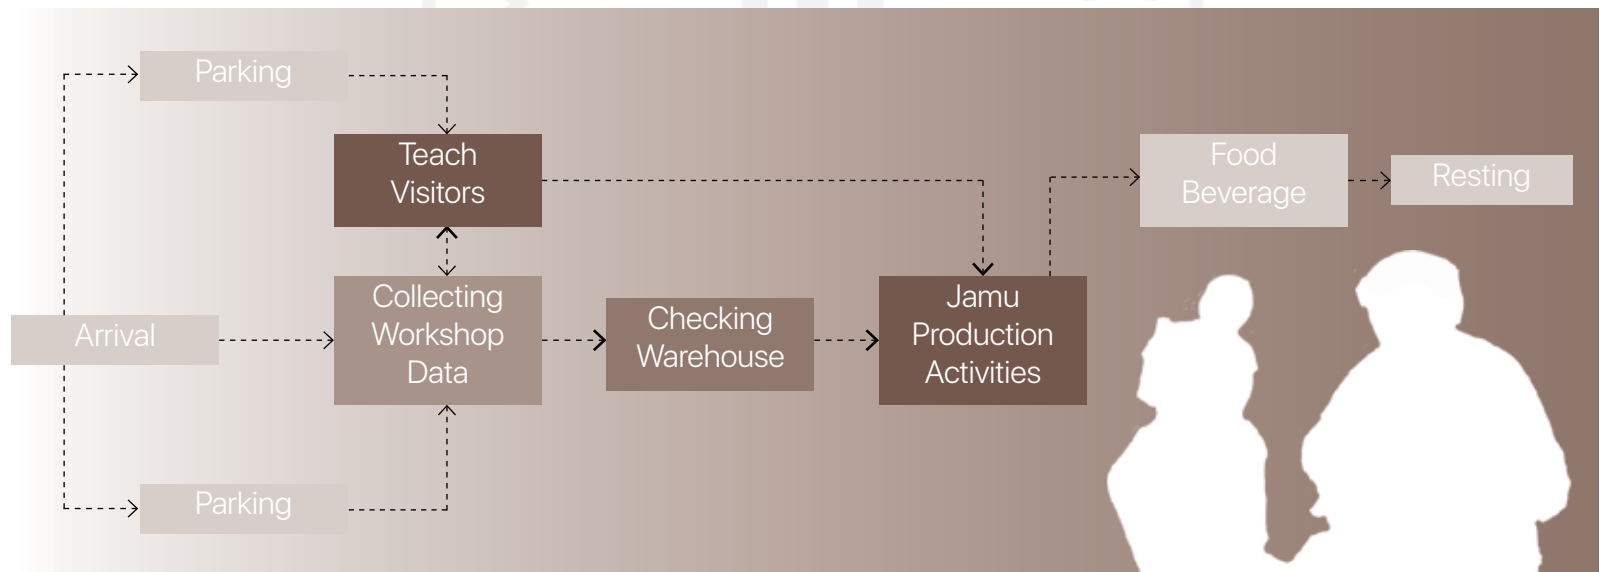 Parking
Teach
Visitors
Food
Beverage
Resting
Arrival
Collecting
Workshop
Data
Checking
Warehouse
Jamu
Production
Activities
Parking